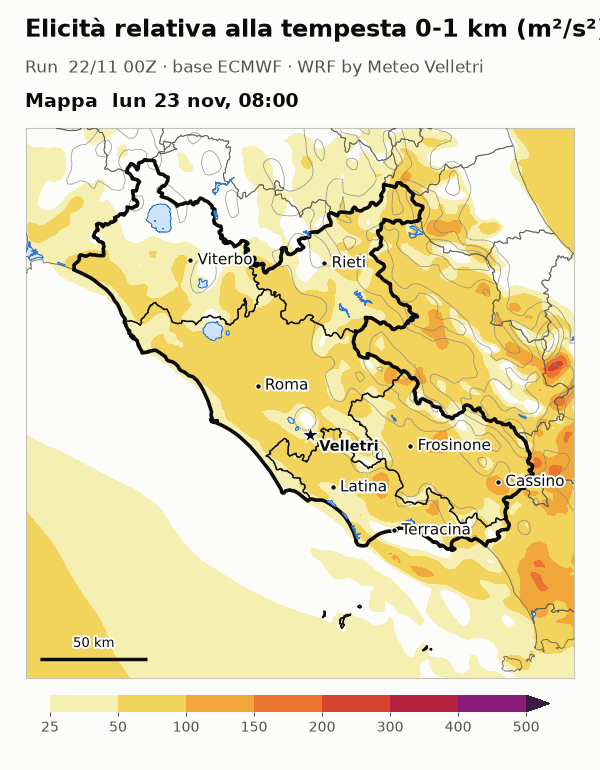 Elicità relativa alla tempesta 0-1 km (m²/s²)
Run 22/11 00Z · base ECMWF · WRF by Meteo Velletri
Mappa lun 23 nov, 08:00
Viterbo
Rieti
Roma
Velletri
Frosinone
Latina
Cassino
Terracina
50 km
25 50 100 150 200 300 400 500